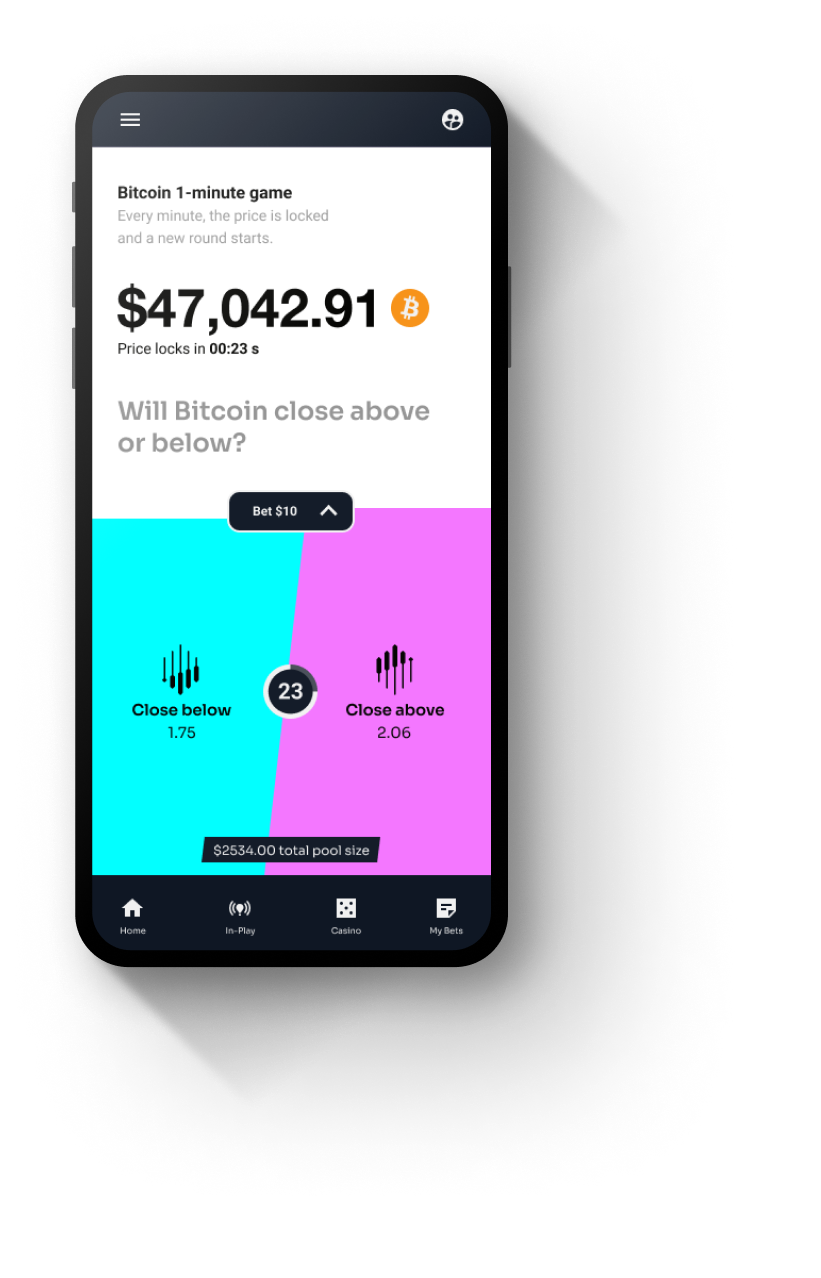 Bitcoin 1-minute game
Every minute, the price is locked
and a new round starts.
$47,042.91
Price locks in 00:23 s
Will Bitcoin close above
or below?
Bet $10
23
Close below
1.75
Close above
2.06
$2534.00 total pool size
Home
In-Play
Casino
My Bets